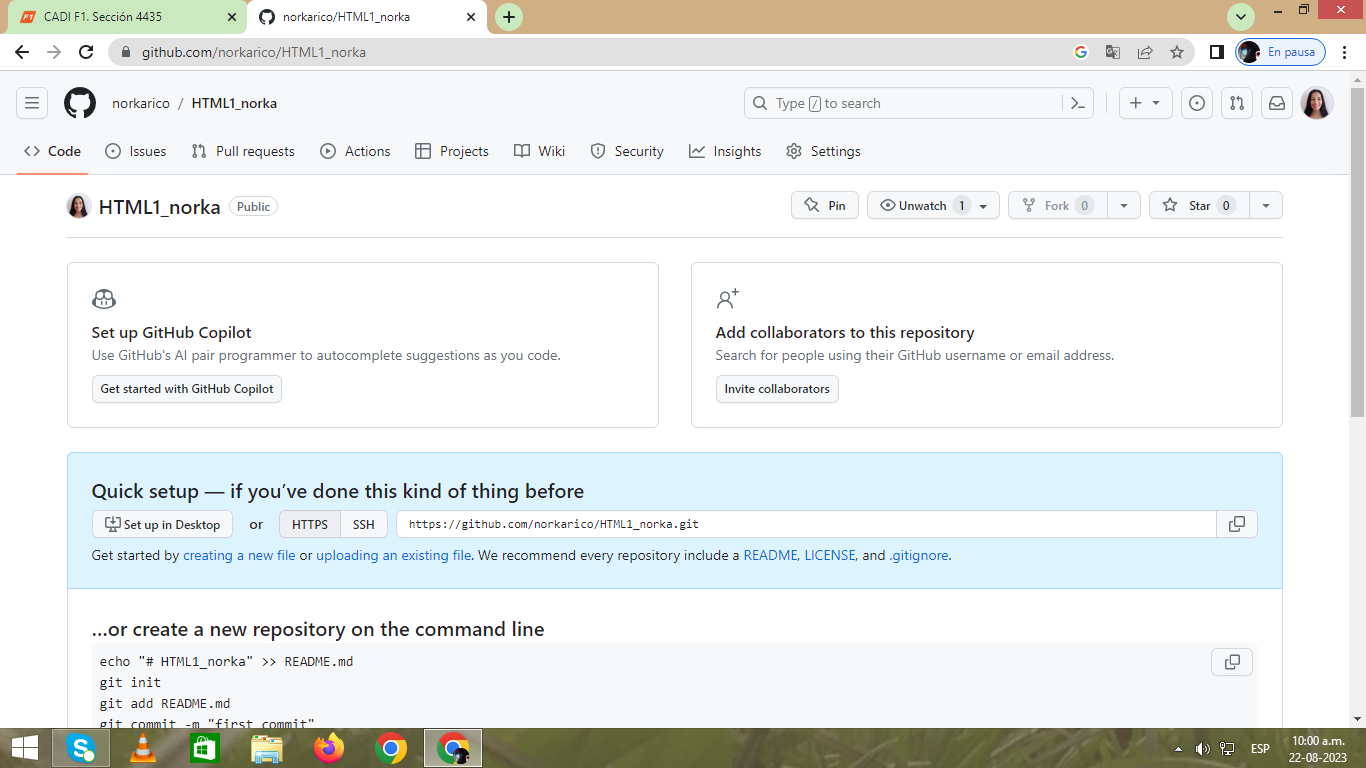 CADI F1. Sección 4435
norkarico/HTML1_norka
github.com/norkarico/HTML1_norka
En pausa
norkarico / HTML1_norka
Type / to search
Code Issues Pull requests Actions Projects Wiki Security Insights Settings
HTML1_norka Public
Pin Unwatch 1 Fork 0 Star 0
Set up GitHub Copilot
Use GitHub's AI pair programmer to autocomplete suggestions as you code.
Get started with GitHub Copilot
Add collaborators to this repository
Search for people using their GitHub username or email address.
Invite collaborators
Quick setup — if you’ve done this kind of thing before
Set up in Desktop or HTTPS SSH https://github.com/norkarico/HTML1_norka.git
Get started by creating a new file or uploading an existing file. We recommend every repository include a README, LICENSE, and .gitignore.
…or create a new repository on the command line
echo "# HTML1_norka" >> README.md
git init
git add README.md
git commit -m "first commit"
ESP
10:00 a.m.
22-08-2023